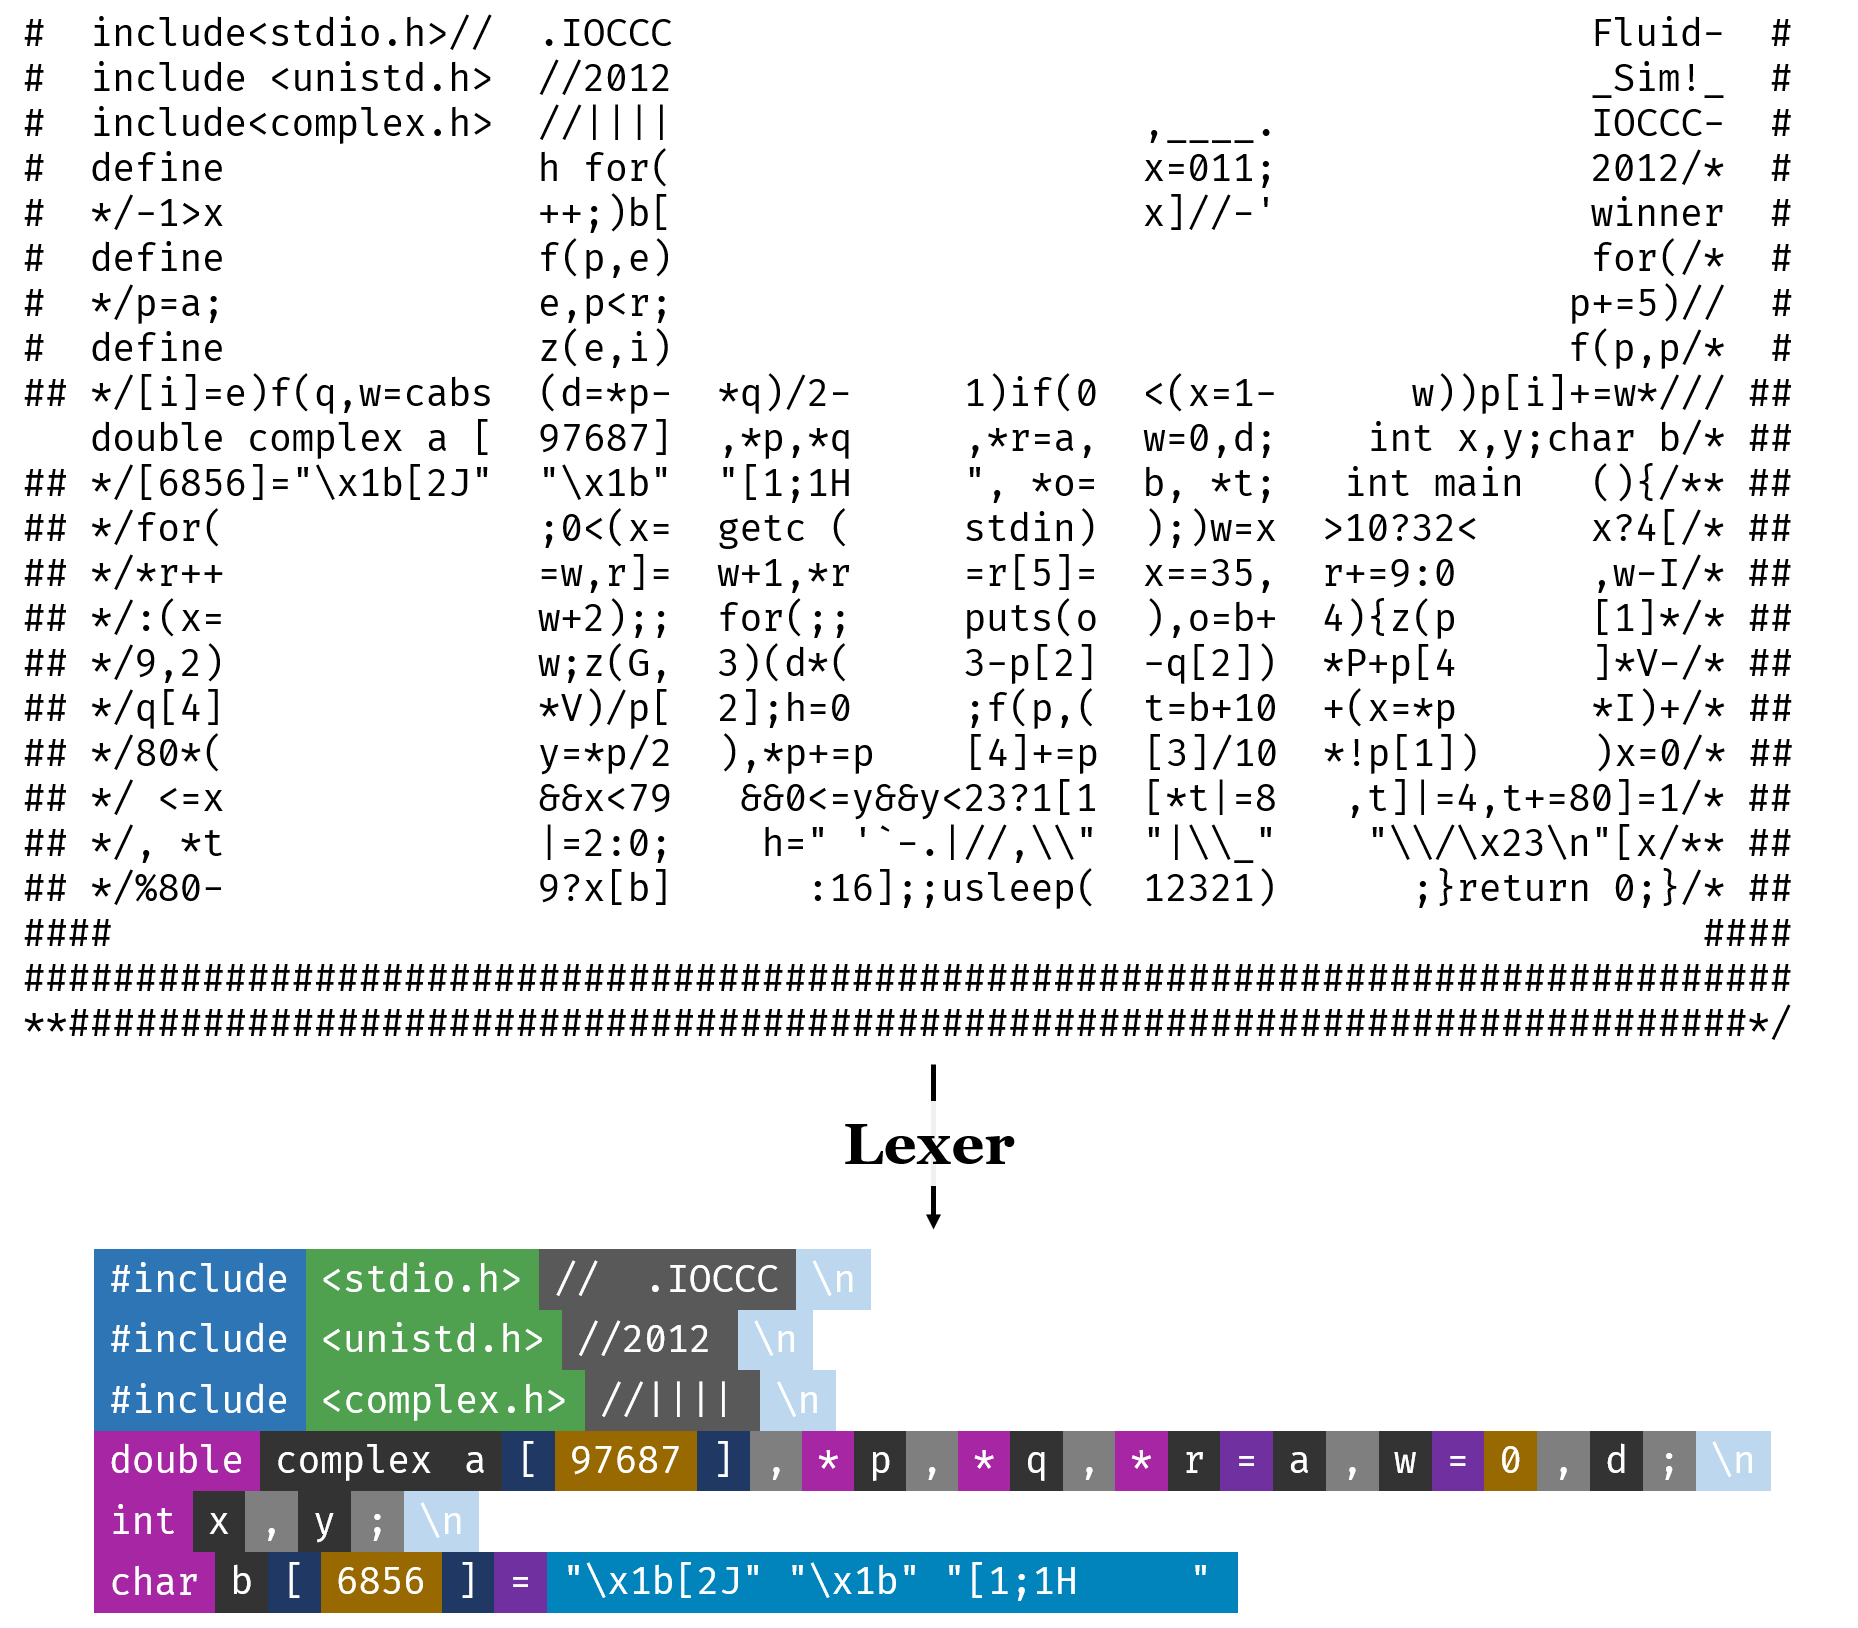 #  include<stdio.h>//  .IOCCC                                         Fluid-  #
#  include <unistd.h>  //2012                                         _Sim!_  #
#  include<complex.h>  //||||                     ,____.              IOCCC-  #
#  define              h for(                     x=011;              2012/*  #
#  */-1>x              ++;)b[                     x]//-'              winner  #
#  define              f(p,e)                                         for(/*  #
#  */p=a;              e,p<r;                                        p+=5)//  #
#  define              z(e,i)                                        f(p,p/*  #
## */[i]=e)f(q,w=cabs  (d=*p-  *q)/2-     1)if(0  <(x=1-      w))p[i]+=w*/// ##
   double complex a [  97687]  ,*p,*q     ,*r=a,  w=0,d;    int x,y;char b/* ##
## */[6856]="\x1b[2J"  "\x1b"  "[1;1H     ", *o=  b, *t;   int main   (){/** ##
## */for(              ;0<(x=  getc (     stdin)  );)w=x  >10?32<     x?4[/* ##
## */*r++              =w,r]=  w+1,*r     =r[5]=  x==35,  r+=9:0      ,w-I/* ##
## */:(x=              w+2);;  for(;;     puts(o  ),o=b+  4){z(p      [1]*/* ##
## */9,2)              w;z(G,  3)(d*(     3-p[2]  -q[2])  *P+p[4      ]*V-/* ##
## */q[4]              *V)/p[  2];h=0     ;f(p,(  t=b+10  +(x=*p      *I)+/* ##
## */80*(              y=*p/2  ),*p+=p    [4]+=p  [3]/10  *!p[1])     )x=0/* ##
## */ <=x              &&x<79   &&0<=y&&y<23?1[1  [*t|=8   ,t]|=4,t+=80]=1/* ##
## */, *t              |=2:0;    h=" '`-.|//,\\"  "|\\_"    "\\/\x23\n"[x/** ##
## */%80-              9?x[b]      :16];;usleep(  12321)      ;}return 0;}/* ##
####                                                                       ####
###############################################################################
**###########################################################################*/
Lexer
#include <stdio.h> //  .IOCCC \n
#include <unistd.h> //2012 \n
#include <complex.h> //|||| \n
double complex a [ 97687 ] , * p , * q , * r = a , w = 0 , d ; \n
int x , y ; \n
char b [ 6856 ] = "\x1b[2J" "\x1b" "[1;1H     "